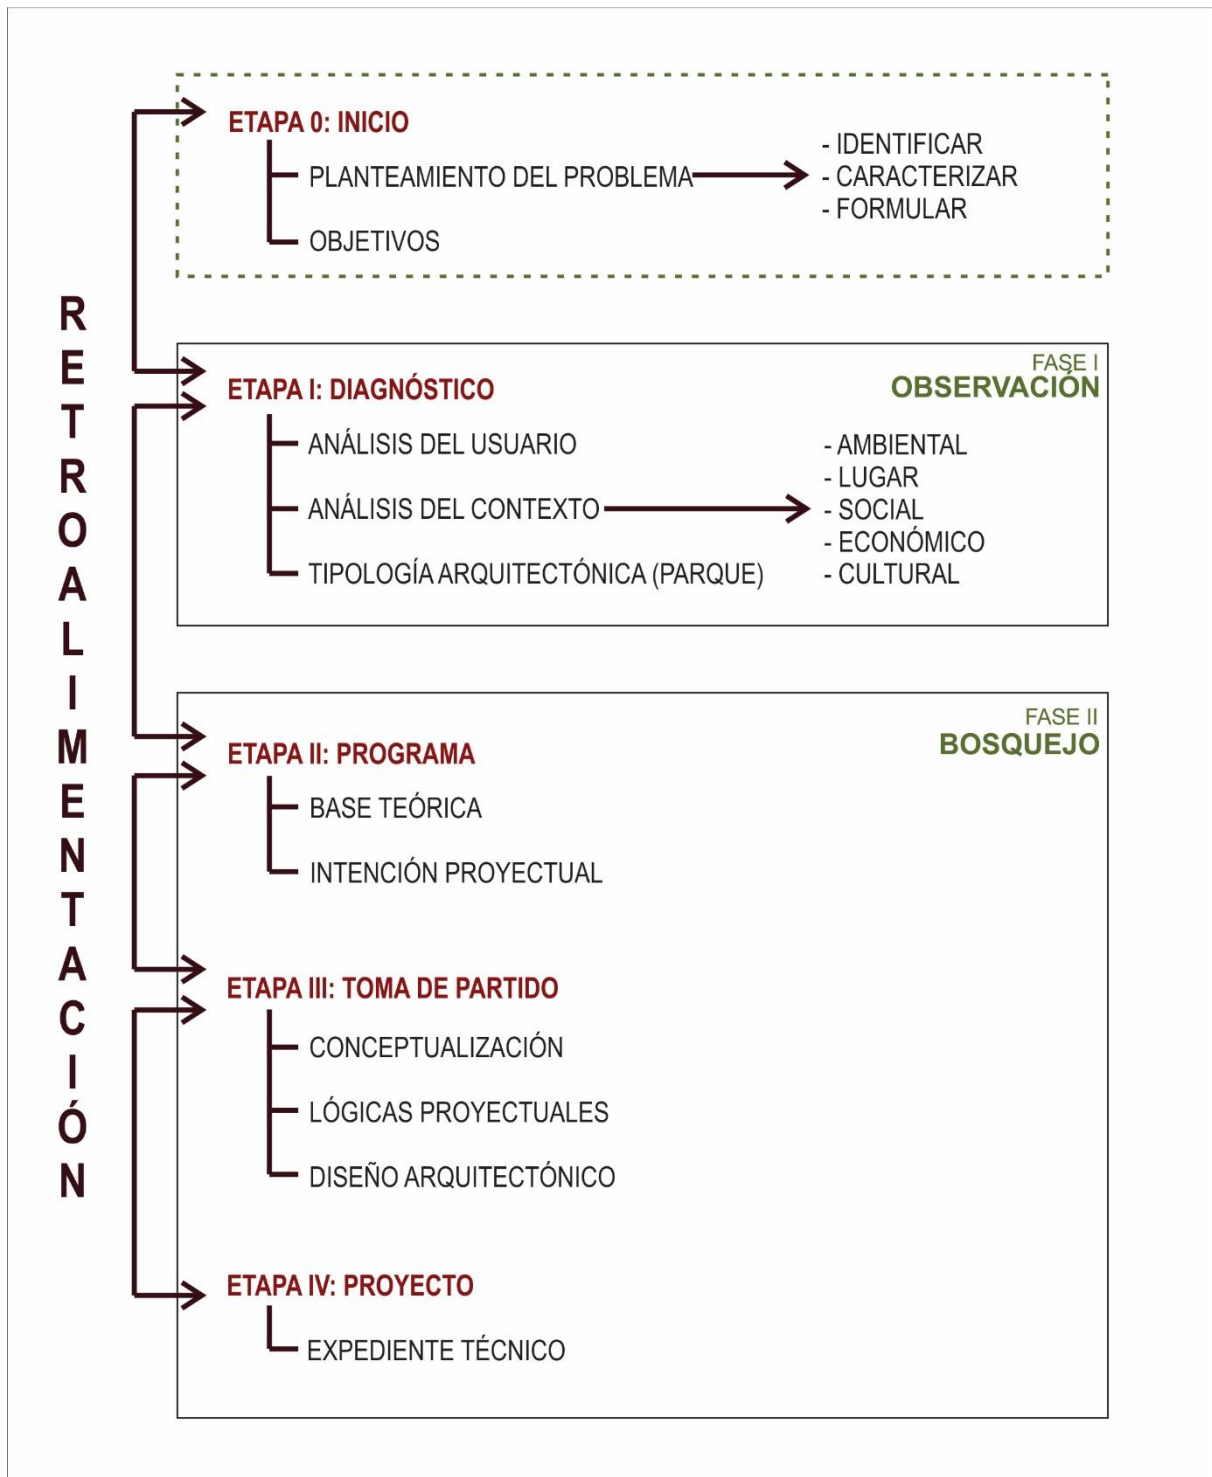 RETROALIMENTACIÓN
ETAPA 0: INICIO
PLANTEAMIENTO DEL PROBLEMA
- IDENTIFICAR
- CARACTERIZAR
- FORMULAR
OBJETIVOS
FASE I
OBSERVACIÓN
ETAPA I: DIAGNÓSTICO
ANÁLISIS DEL USUARIO
ANÁLISIS DEL CONTEXTO
- AMBIENTAL
- LUGAR
- SOCIAL
- ECONÓMICO
- CULTURAL
TIPOLOGÍA ARQUITECTÓNICA (PARQUE)
FASE II
BOSQUEJO
ETAPA II: PROGRAMA
BASE TEÓRICA
INTENCIÓN PROYECTUAL
ETAPA III: TOMA DE PARTIDO
CONCEPTUALIZACIÓN
LÓGICAS PROYECTUALES
DISEÑO ARQUITECTÓNICO
ETAPA IV: PROYECTO
EXPEDIENTE TÉCNICO